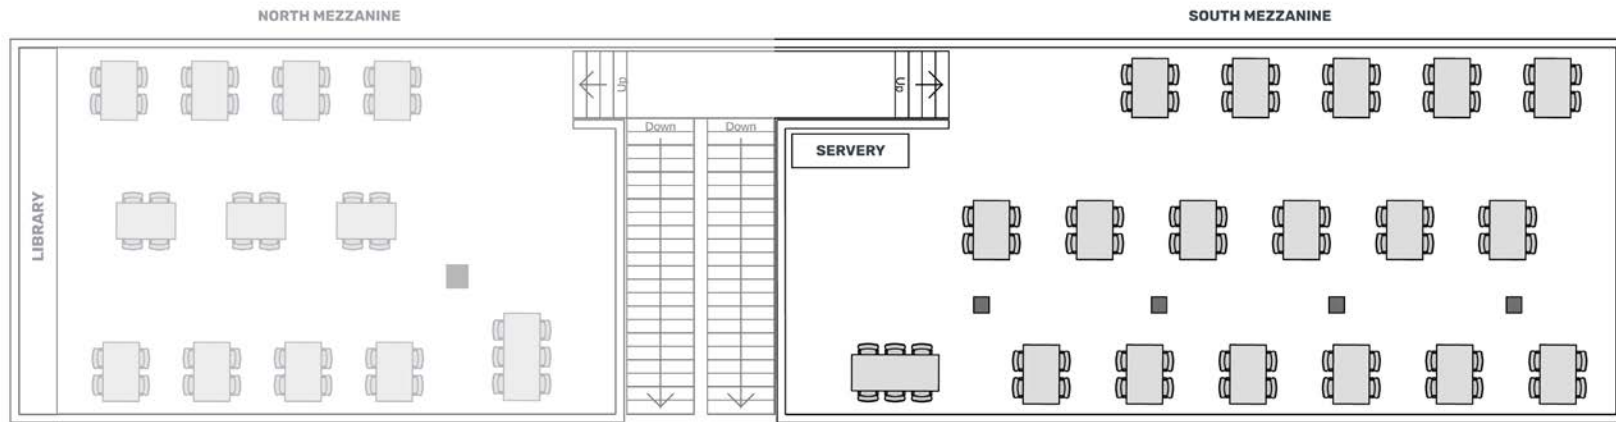 NORTH MEZZANINE
SOUTH MEZZANINE
Up
Up
Down
Down
SERVERY
LIBRARY